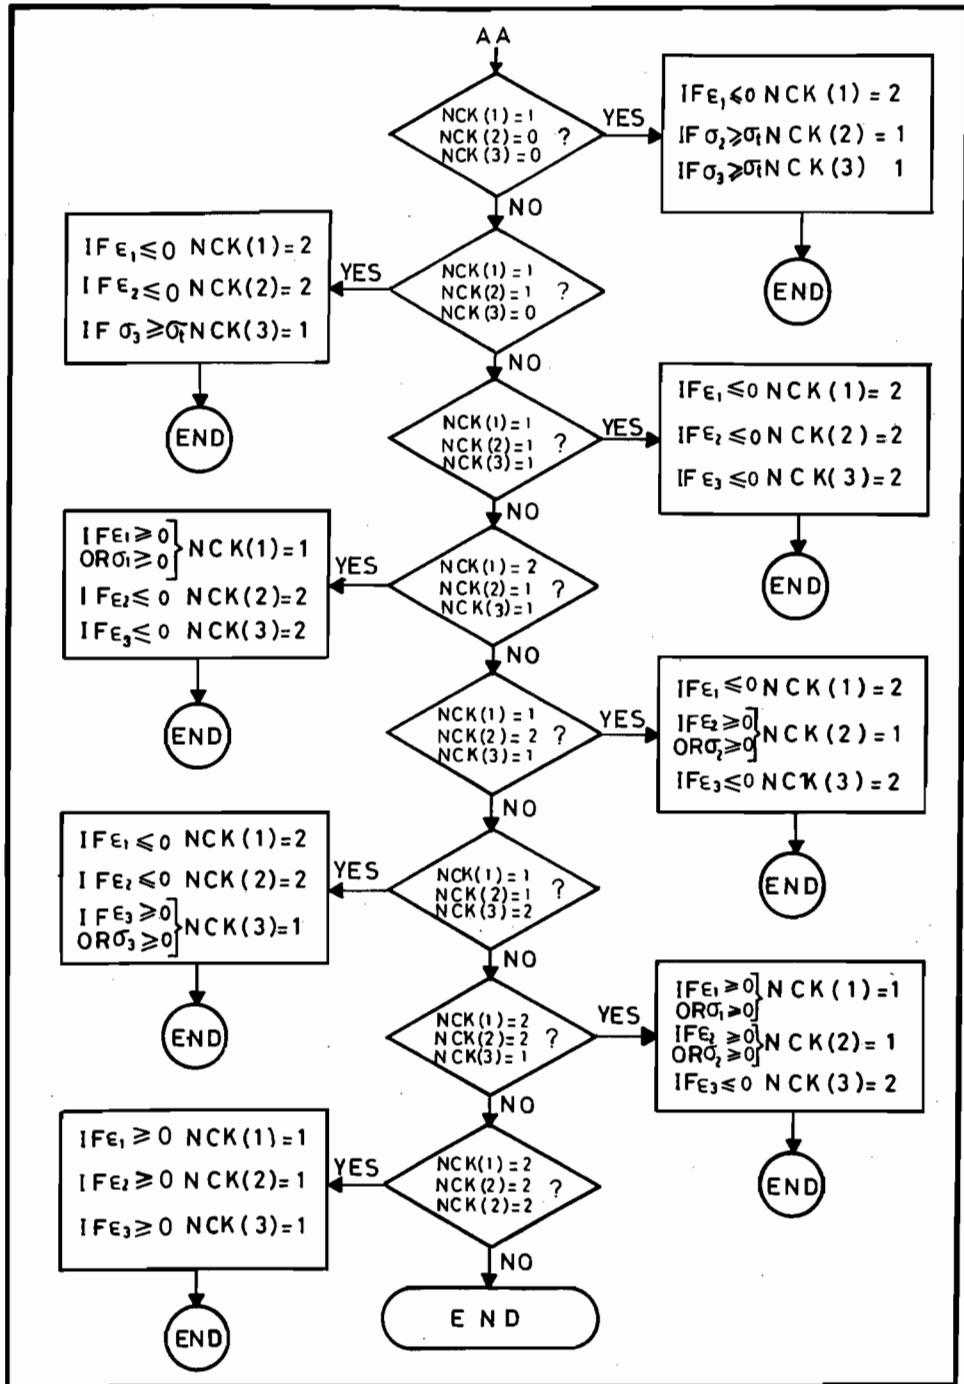 AA
NCK(1)=1
NCK(2)=0 ?
NCK(3)=0
YES
IF ε₁ ⩽0 NCK (1) = 2
IF σ₂⩾σt NCK (2) = 1
IF σ₃⩾σt NCK (3) 1
END
NO
NCK(1)=1
NCK(2)=1 ?
NCK(3)=0
YES
IF ε₁ ⩽ 0 NCK(1)=2
IF ε₂ ⩽ 0 NCK(2)=2
IF σ₃ ⩾ σt NCK(3)=1
END
NO
NCK(1)=1
NCK(2)=1 ?
NCK(3)=1
YES
IF ε₁ ⩽0 NCK(1)= 2
IF ε₂ ⩽0 NCK(2)=2
IF ε₃ ⩽0 NCK(3)=2
END
NO
NCK(1)=2
NCK(2)=1 ?
NCK(3)=1
YES
IF ε₁ ⩾ 0
OR σ₁ ⩾ 0 } NCK(1)=1
IF ε₂ ⩽ 0 NCK(2)=2
IF ε₃ ⩽ 0 NCK(3)=2
END
NO
NCK(1) = 1
NCK(2)= 2 ?
NCK(3)=1
YES
IF ε₁ ⩽0 NCK(1)=2
IF ε₂ ⩾0
OR σ₂ ⩾0 } NCK(2)=1
IF ε₃ ⩽0 NCK(3)=2
END
NO
NCK(1)=1
NCK(2)=1 ?
NCK(3)=2
YES
IF ε₁ ⩽ 0 NCK(1)=2
IF ε₂ ⩽0 NCK(2)=2
IF ε₃ ⩾0
OR σ₃ ⩾0 } NCK(3)=1
END
NO
NCK(1)=2
NCK(2)=2 ?
NCK(3)=1
YES
IF ε₁ ⩾ 0
OR σ₁ ⩾0 } NCK(1)=1
IF ε₂ ⩾0
OR σ₂ ⩾0 } NCK(2)= 1
IF ε₃ ⩽0 NCK(3)=2
END
NO
NCK(1)=2
NCK(2)=2 ?
NCK(2)=2
YES
IF ε₁ ⩾ 0 NCK(1)=1
IF ε₂ ⩾ 0 NCK(2)=1
IF ε₃ ⩾ 0 NCK(3)=1
END
NO
END